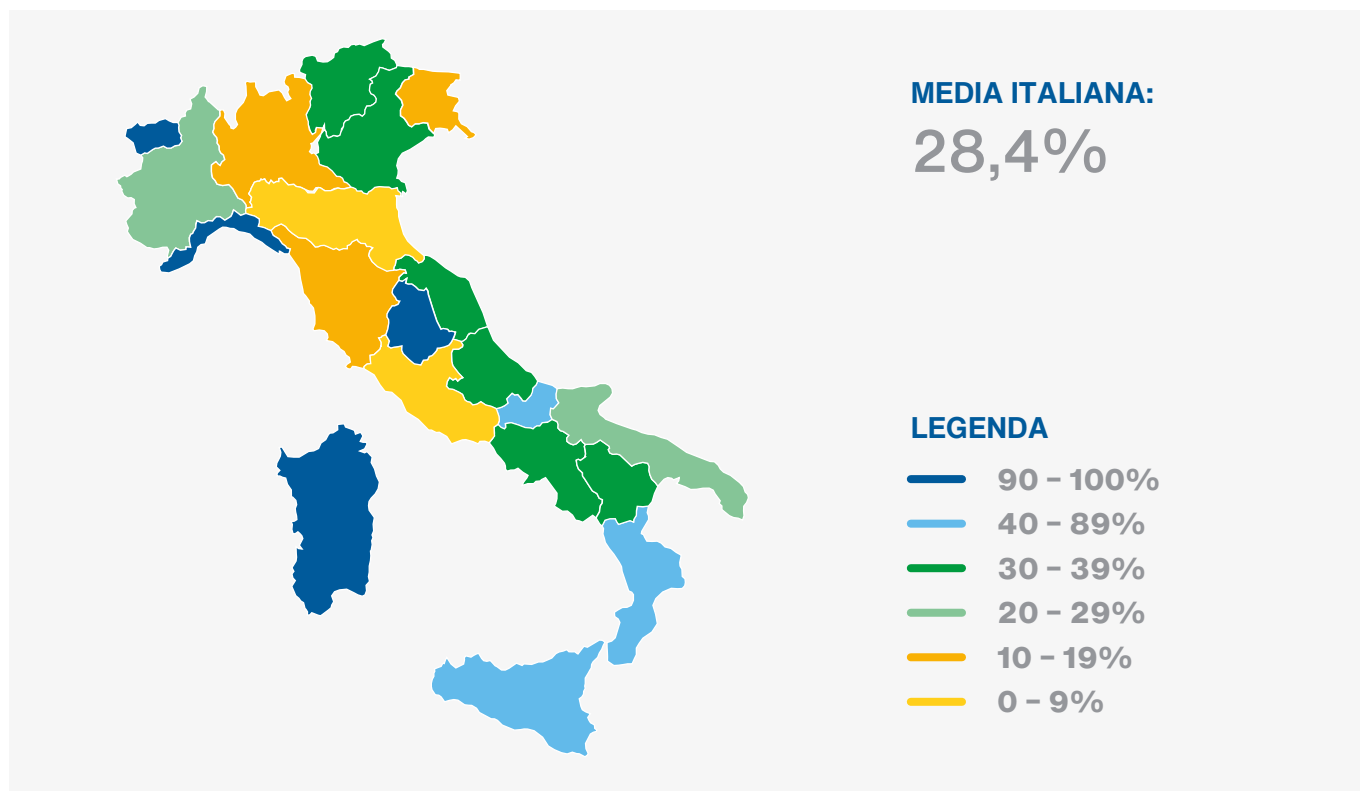 MEDIA ITALIANA:
28,4%
LEGENDA
90 – 100%
40 – 89%
30 – 39%
20 – 29%
10 – 19%
0 – 9%